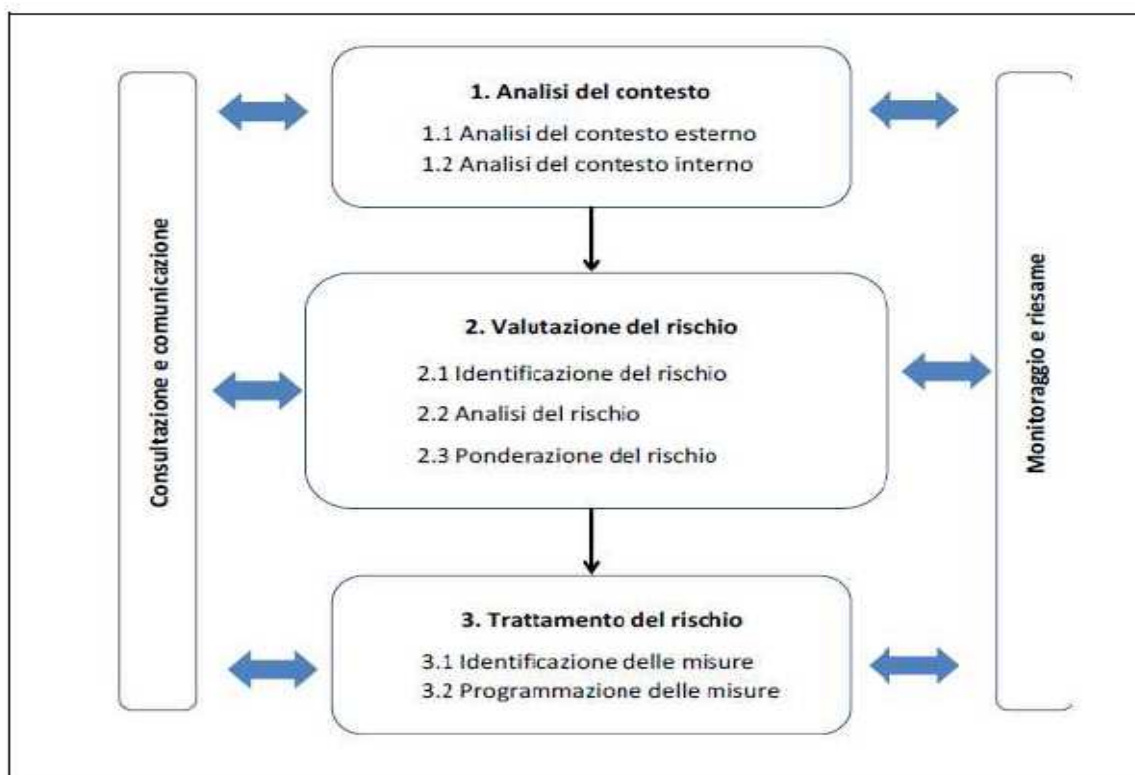 Consultazione e comunicazione
1. Analisi del contesto
1.1 Analisi del contesto esterno
1.2 Analisi del contesto interno
2. Valutazione del rischio
2.1 Identificazione del rischio
2.2 Analisi del rischio
2.3 Ponderazione del rischio
3. Trattamento del rischio
3.1 Identificazione delle misure
3.2 Programmazione delle misure
Monitoraggio e riesame